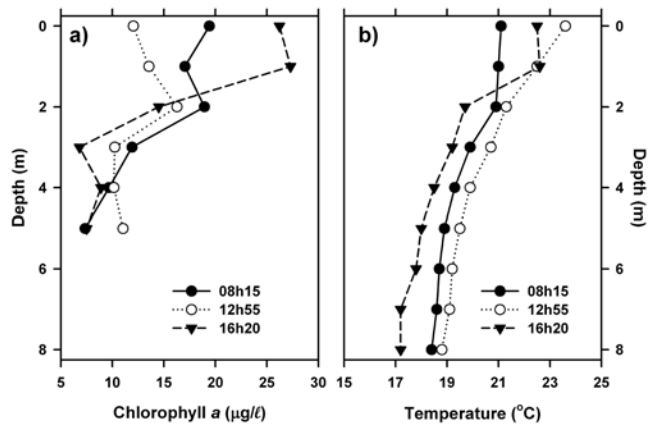 a)
b)
0
2
4
6
8
Depth (m)
08h15
12h55
16h20
5 10 15 20 25 30
Chlorophyll a (μg/ℓ)
08h15
12h55
16h20
15 17 19 21 23 25
Temperature (°C)
0
2
4
6
8
Depth (m)